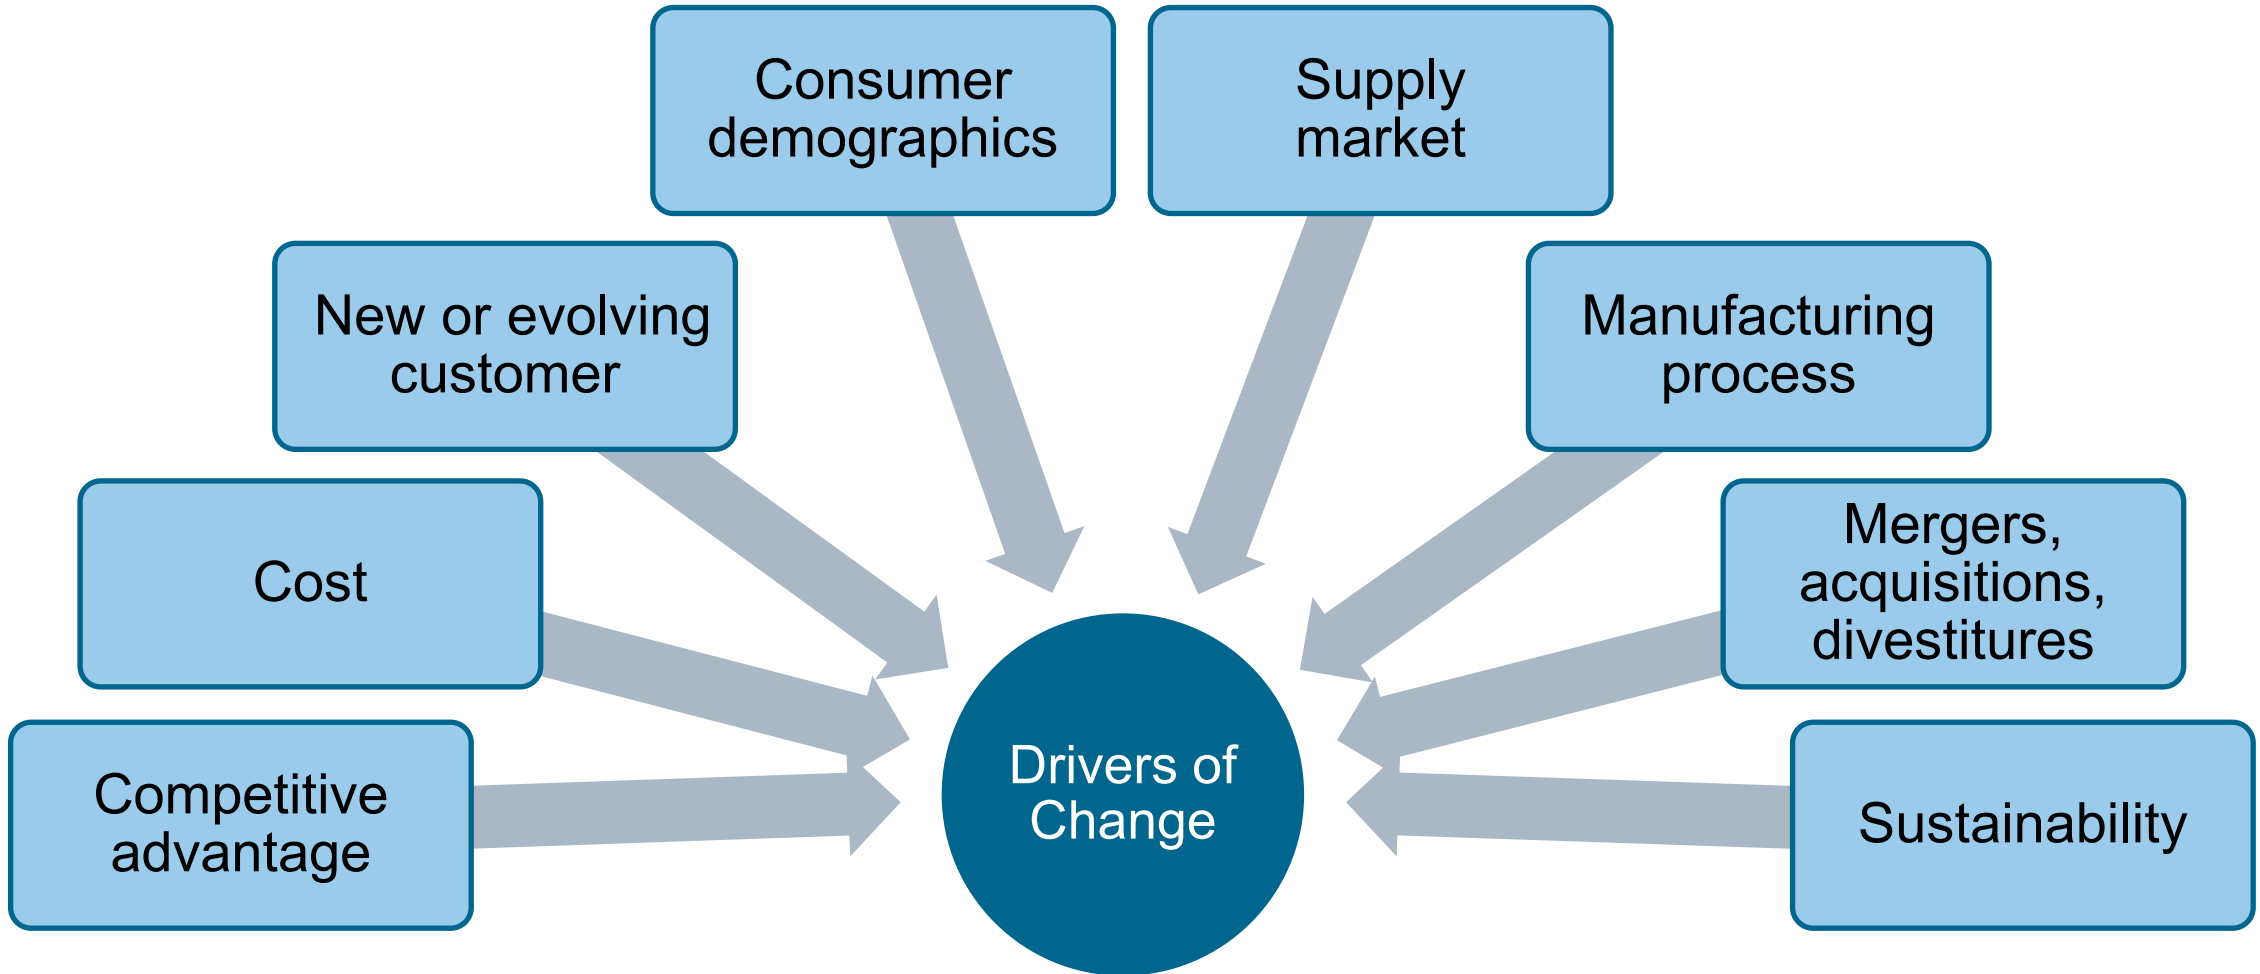 Consumer
demographics
Supply
market
New or evolving
customer
Manufacturing
process
Cost
Mergers,
acquisitions,
divestitures
Competitive
advantage
Drivers of
Change
Sustainability